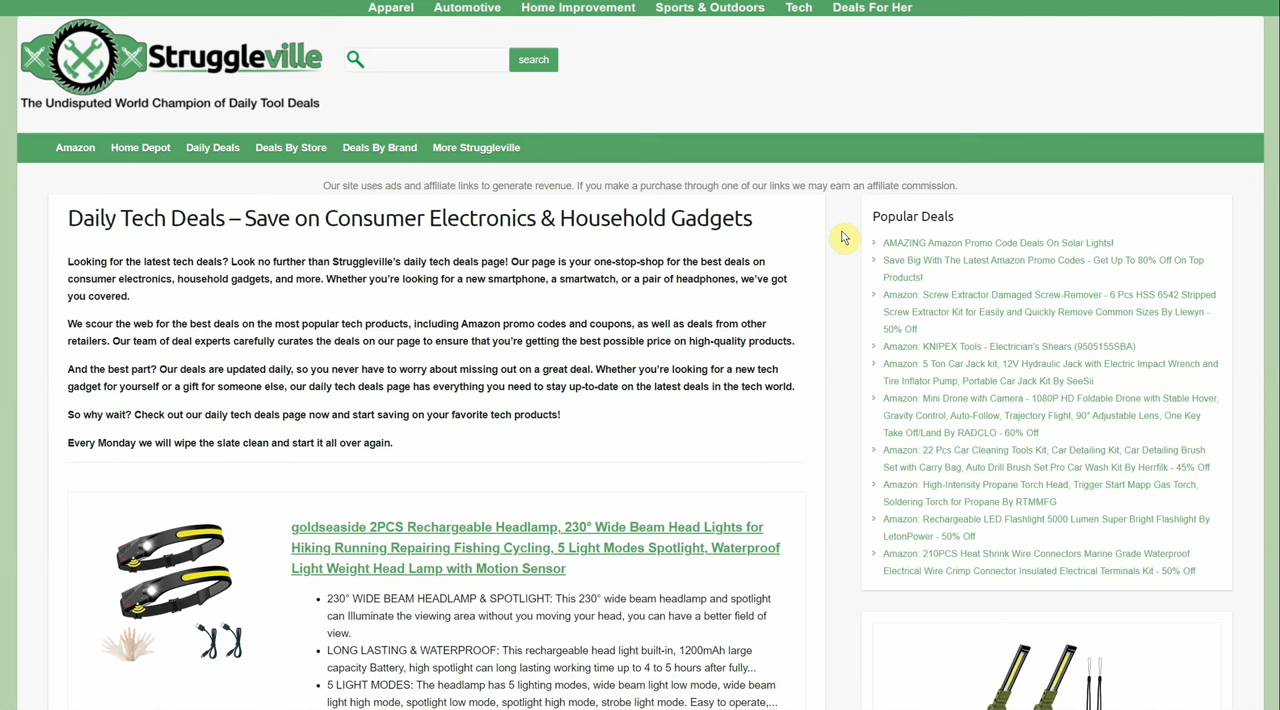 Apparel Automotive Home Improvement Sports & Outdoors Tech Deals For Her
Struggleville
The Undisputed World Champion of Daily Tool Deals
search
Amazon Home Depot Daily Deals Deals By Store Deals By Brand More Struggleville
Our site uses ads and affiliate links to generate revenue. If you make a purchase through one of our links we may earn an affiliate commission.
Daily Tech Deals – Save on Consumer Electronics & Household Gadgets
Looking for the latest tech deals? Look no further than Struggleville's daily tech deals page! Our page is your one-stop-shop for the best deals on
consumer electronics, household gadgets, and more. Whether you're looking for a new smartphone, a smartwatch, or a pair of headphones, we've got
you covered.
We scour the web for the best deals on the most popular tech products, including Amazon promo codes and coupons, as well as deals from other
retailers. Our team of deal experts carefully curates the deals on our page to ensure that you're getting the best possible price on high-quality products.
And the best part? Our deals are updated daily, so you never have to worry about missing out on a great deal. Whether you're looking for a new tech
gadget for yourself or a gift for someone else, our daily tech deals page has everything you need to stay up-to-date on the latest deals in the tech world.
So why wait? Check out our daily tech deals page now and start saving on your favorite tech products!
Every Monday we will wipe the slate clean and start it all over again.
goldseaside 2PCS Rechargeable Headlamp, 230° Wide Beam Head Lights for
Hiking Running Repairing Fishing Cycling, 5 Light Modes Spotlight, Waterproof
Light Weight Head Lamp with Motion Sensor
• 230° WIDE BEAM HEADLAMP & SPOTLIGHT: This 230° wide beam headlamp and spotlight
can Illuminate the viewing area without you moving your head, you can have a better field of
view.
• LONG LASTING & WATERPROOF: This rechargeable head light built-in, 1200mAh large
capacity Battery, high spotlight can long lasting working time up to 4 to 5 hours after fully...
• 5 LIGHT MODES: The headlamp has 5 lighting modes, wide beam light low mode, wide beam
light high mode, spotlight low mode, spotlight high mode, strobe light mode. Easy to operate,...
Popular Deals
AMAZING Amazon Promo Code Deals On Solar Lights!
Save Big With The Latest Amazon Promo Codes - Get Up To 80% Off On Top
Products!
Amazon: Screw Extractor Damaged Screw-Remover - 6 Pcs HSS 6542 Stripped
Screw Extractor Kit for Easily and Quickly Remove Common Sizes By Llewyn -
50% Off
Amazon: KNIPEX Tools - Electrician's Shears (9505155SBA)
Amazon: 5 Ton Car Jack kit, 12V Hydraulic Jack with Electric Impact Wrench and
Tire Inflator Pump, Portable Car Jack Kit By SeeSii
Amazon: Mini Drone with Camera - 1080P HD Foldable Drone with Stable Hover,
Gravity Control, Auto-Follow, Trajectory Flight, 90° Adjustable Lens, One Key
Take Off/Land By RADCLO - 60% Off
Amazon: 22 Pcs Car Cleaning Tools Kit, Car Detailing Kit, Car Detailing Brush
Set with Carry Bag, Auto Drill Brush Set Pro Car Wash Kit By Herrfilk - 45% Off
Amazon: High-Intensity Propane Torch Head, Trigger Start Mapp Gas Torch,
Soldering Torch for Propane By RTMMFG
Amazon: Rechargeable LED Flashlight 5000 Lumen Super Bright Flashlight By
LetonPower - 50% Off
Amazon: 210PCS Heat Shrink Wire Connectors Marine Grade Waterproof
Electrical Wire Crimp Connector Insulated Electrical Terminals Kit - 50% Off